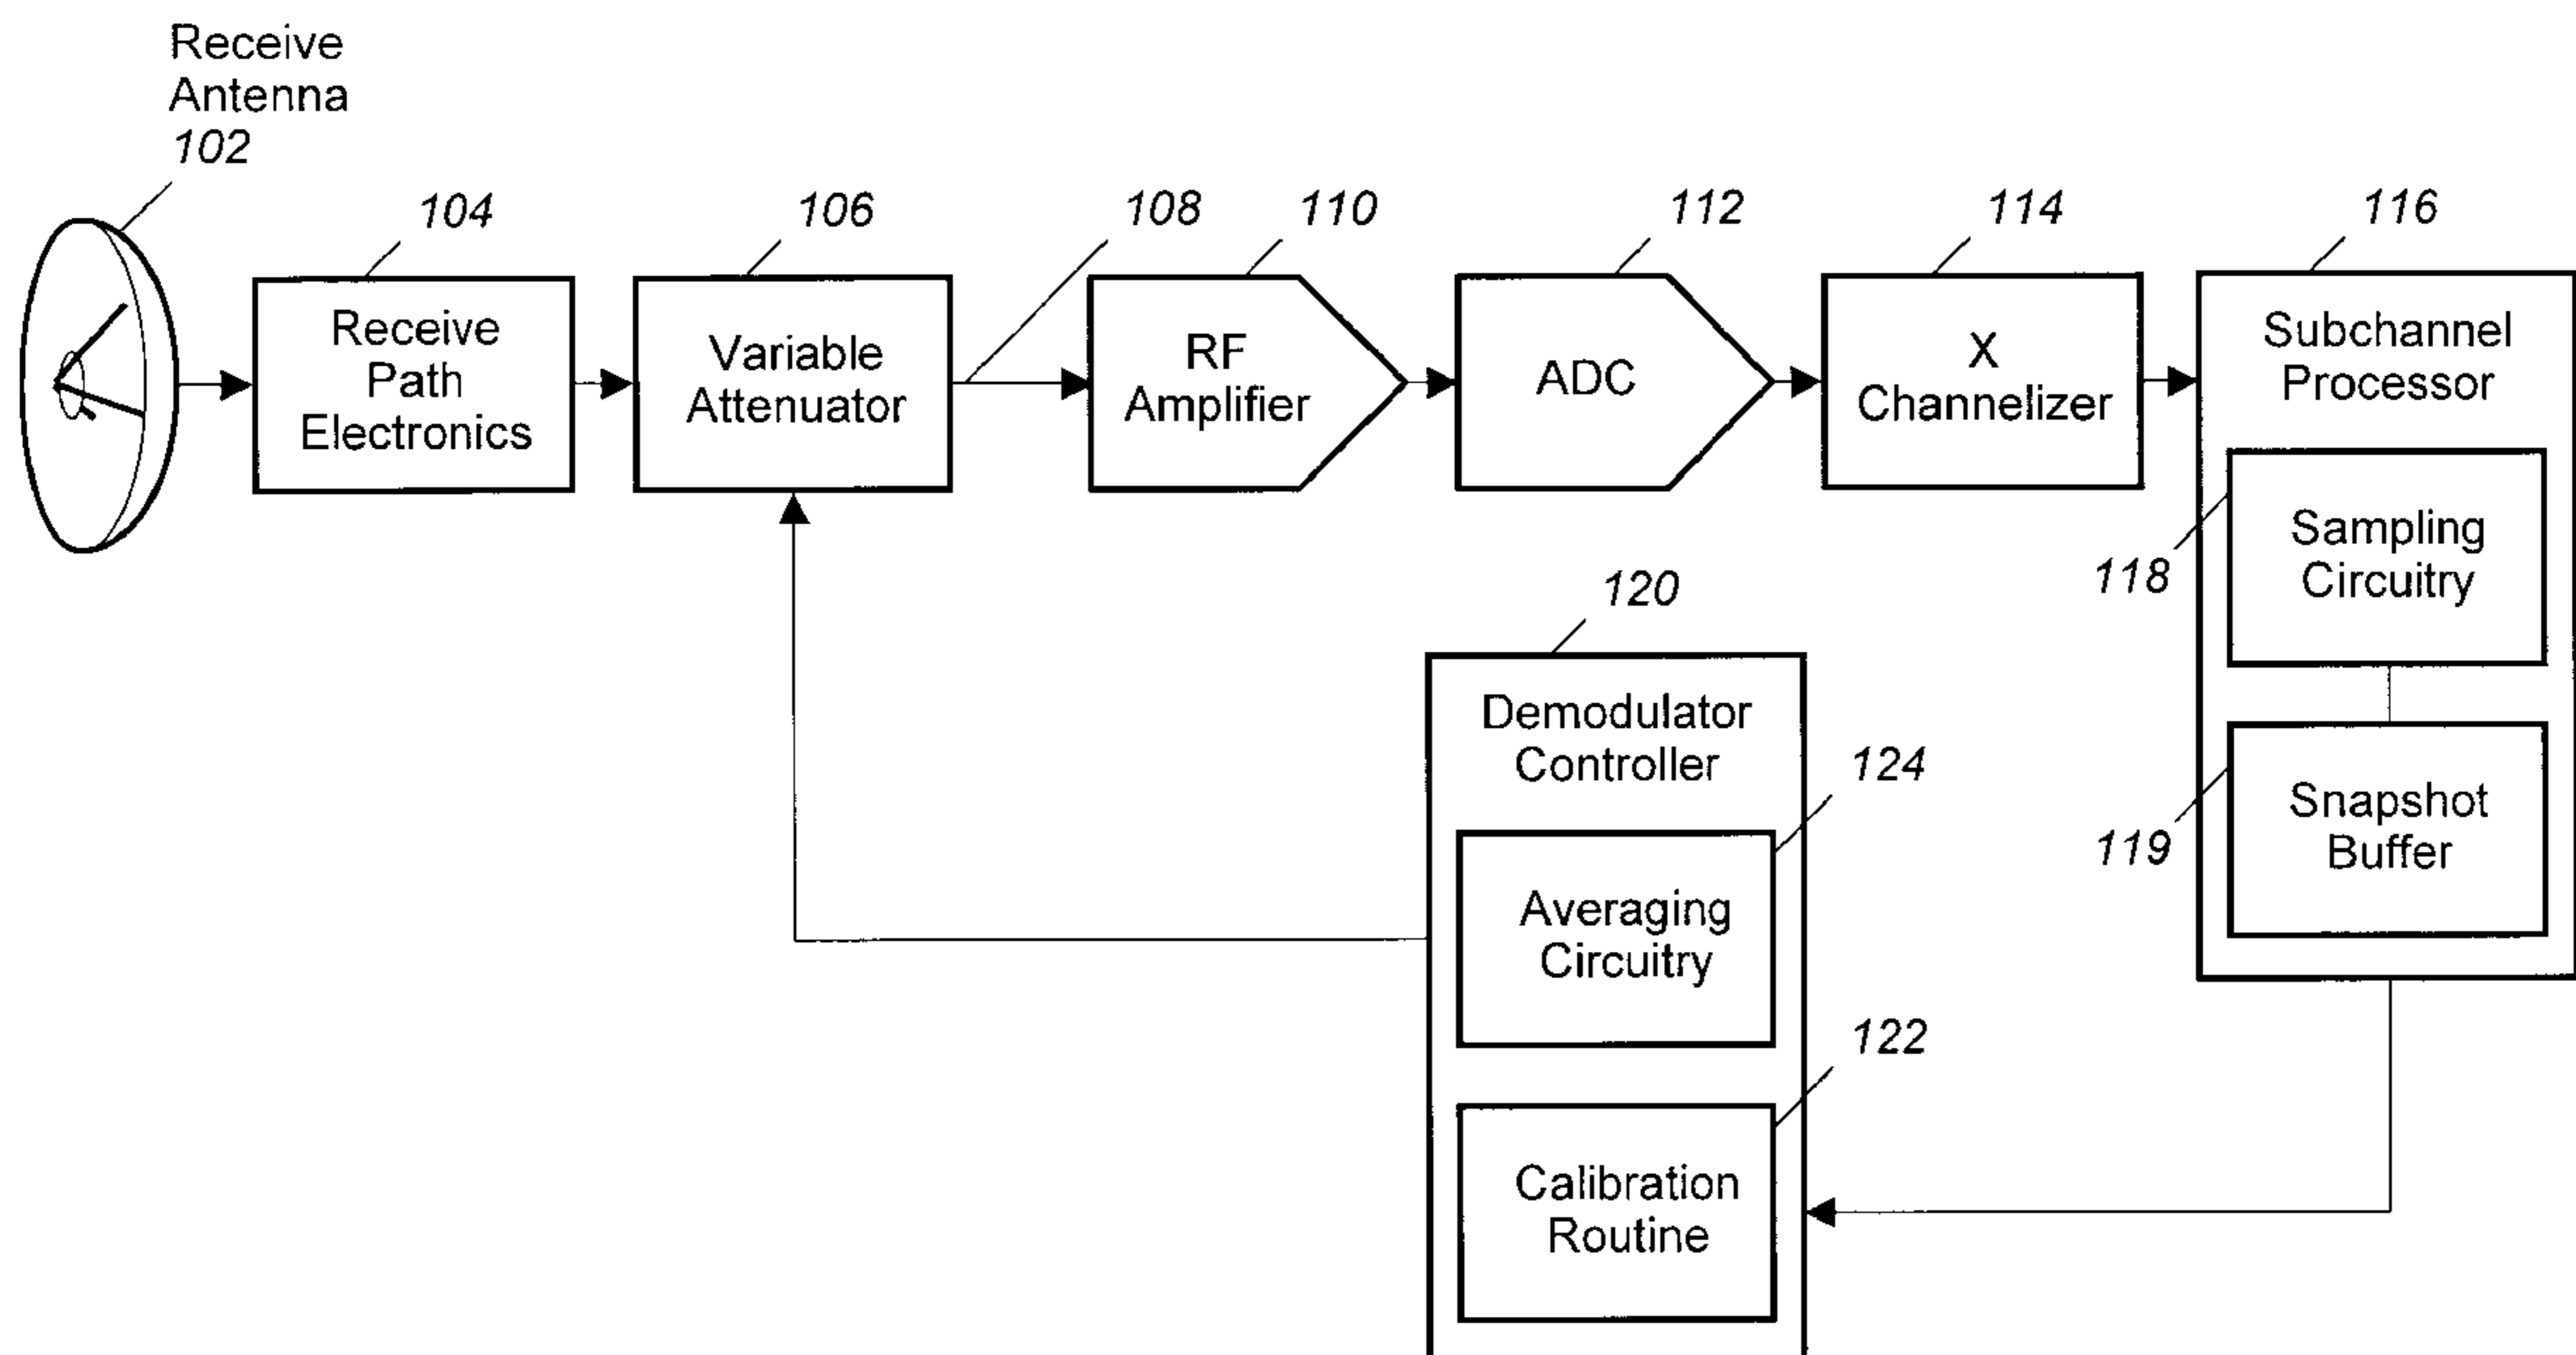 Receive
Antenna
102
104
106
108
110
112
114
116
Receive
Path
Electronics
Variable
Attenuator
RF
Amplifier
ADC
X
Channelizer
Subchannel
Processor
118
Sampling
Circuitry
119
Snapshot
Buffer
120
Demodulator
Controller
124
Averaging
Circuitry
122
Calibration
Routine